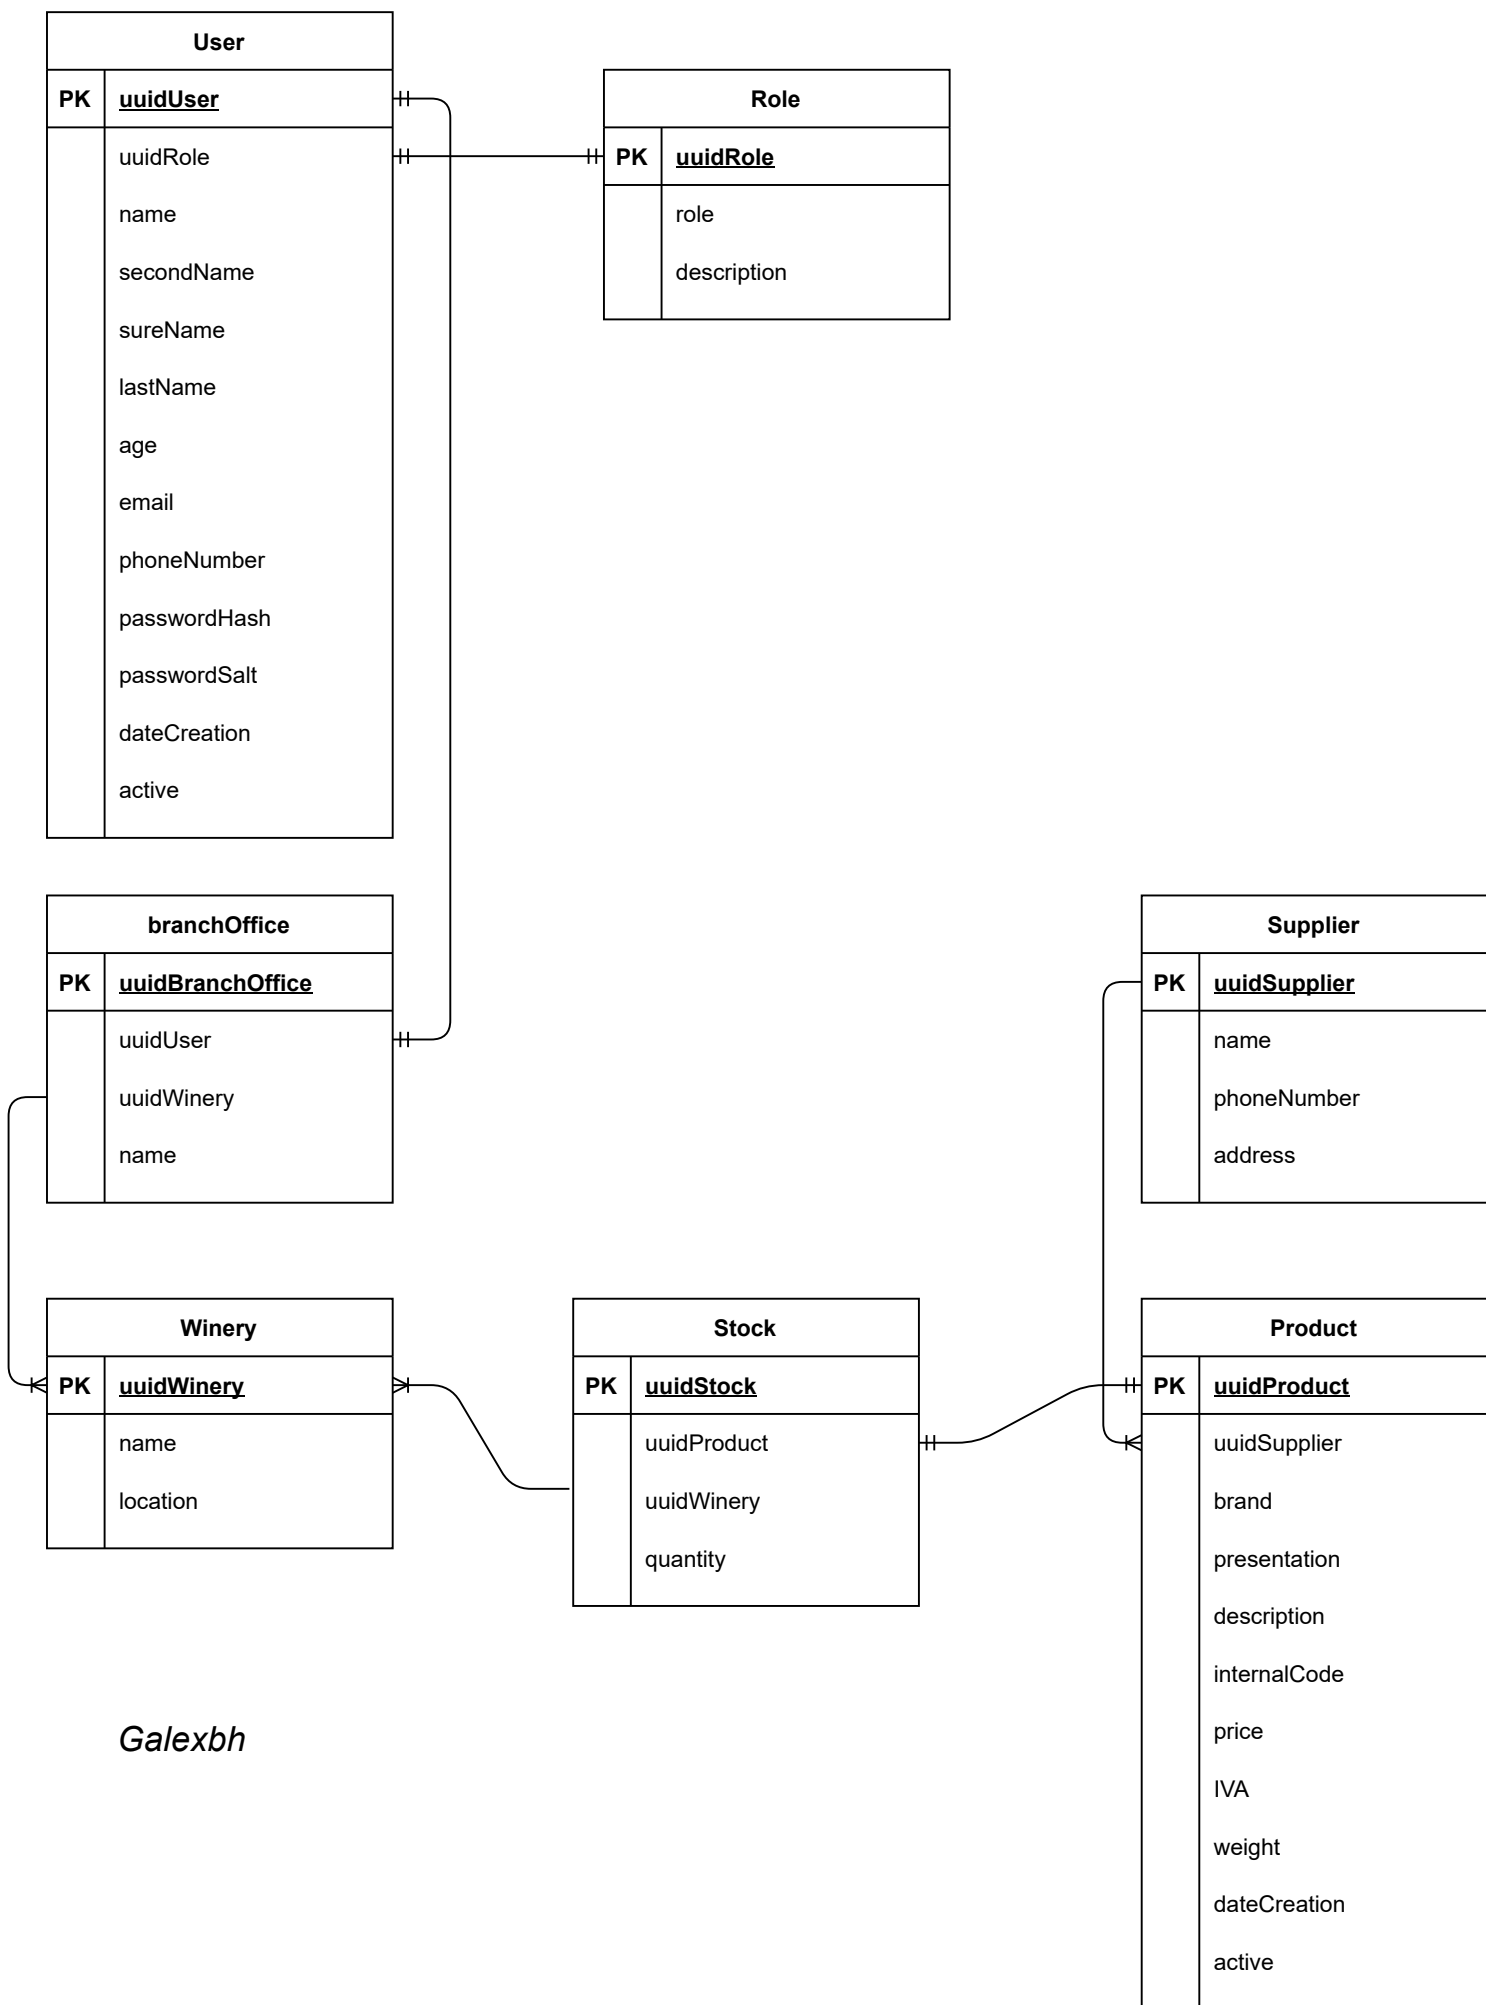 User
PK uuidUser
uuidRole
name
secondName
sureName
lastName
age
email
phoneNumber
passwordHash
passwordSalt
dateCreation
active
Role
PK uuidRole
role
description
branchOffice
PK uuidBranchOffice
uuidUser
uuidWinery
name
Supplier
PK uuidSupplier
name
phoneNumber
address
Winery
PK uuidWinery
name
location
Stock
PK uuidStock
uuidProduct
uuidWinery
quantity
Product
PK uuidProduct
uuidSupplier
brand
presentation
description
internalCode
price
IVA
weight
dateCreation
active
Galexbh